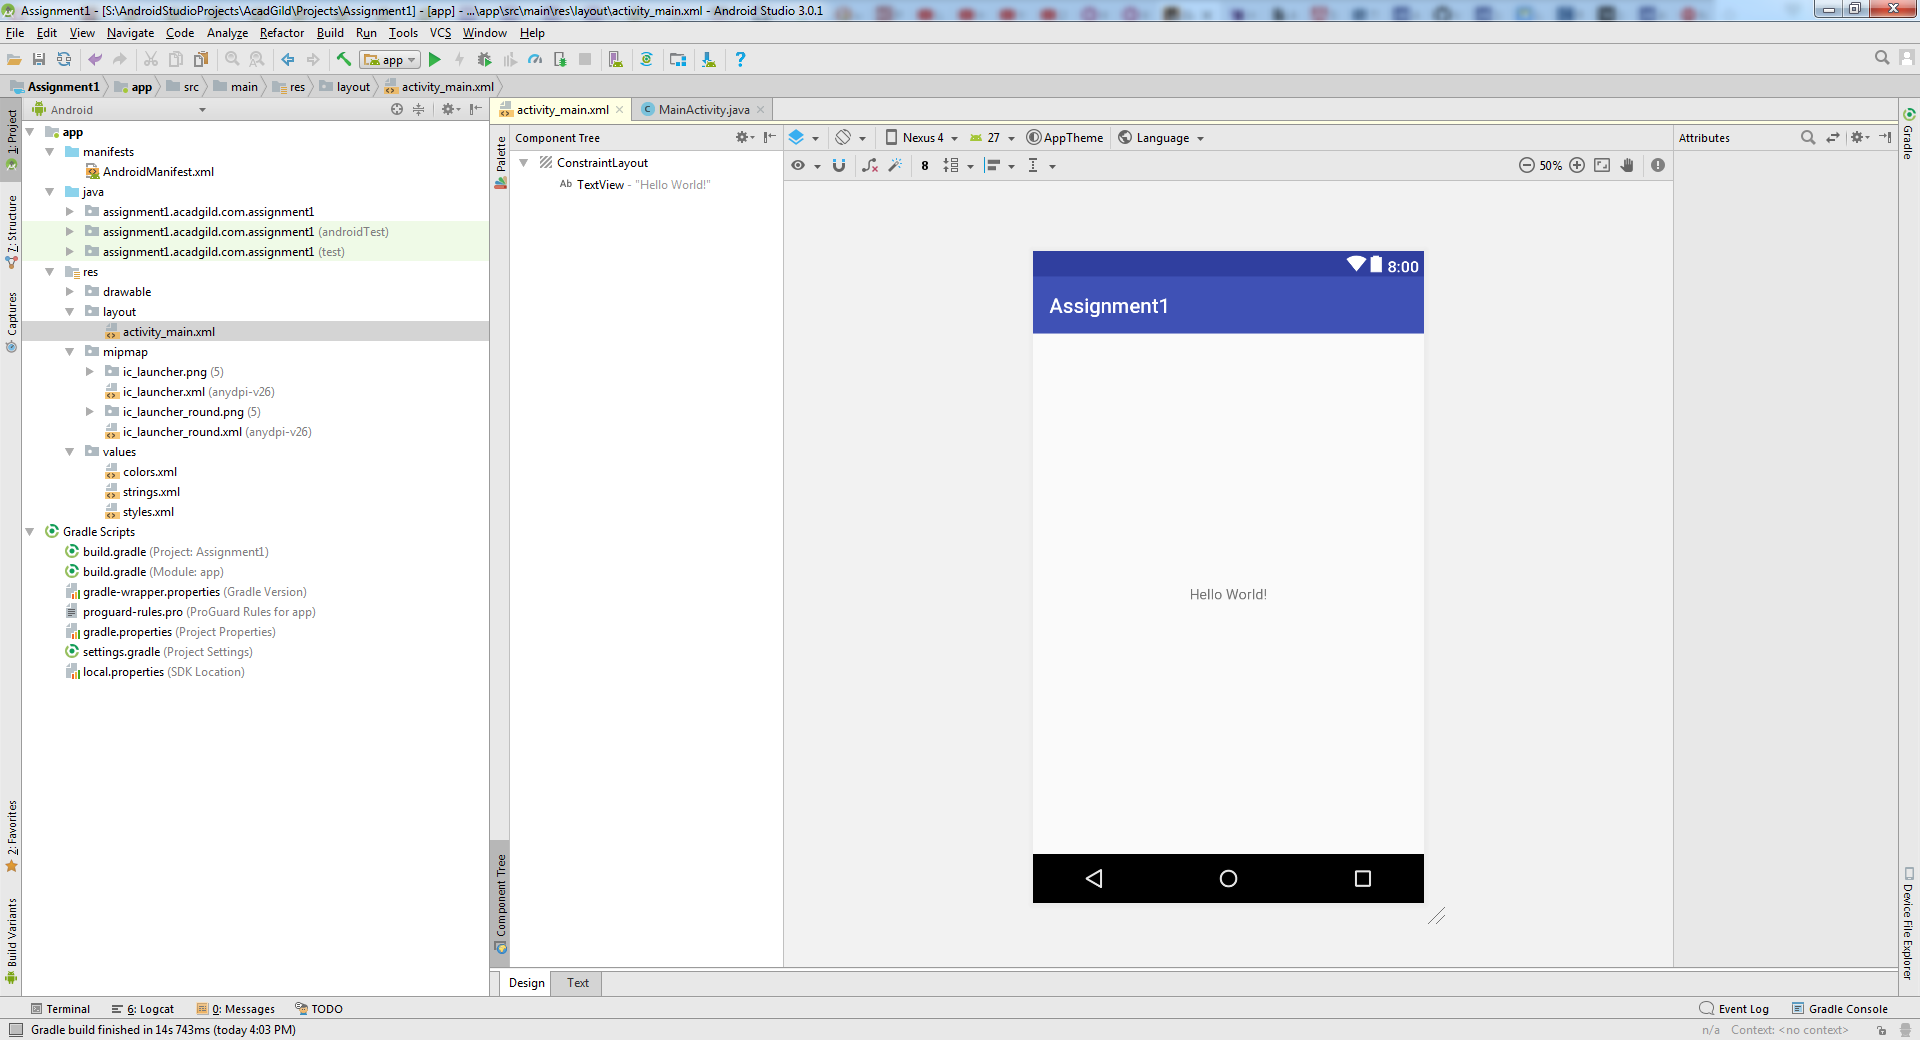 Assignment1 - [S:\AndroidStudioProjects\AcadGild\Projects\Assignment1] - [app] - ...\app\src\main\res\layout\activity_main.xml - Android Studio 3.0.1
File Edit View Navigate Code Analyze Refactor Build Run Tools VCS Window Help
app
Assignment1 app src main res layout activity_main.xml
Android
activity_main.xml MainActivity.java
1: Project
7: Structure
Captures
2: Favorites
Build Variants
app
manifests
AndroidManifest.xml
java
assignment1.acadgild.com.assignment1
assignment1.acadgild.com.assignment1 (androidTest)
assignment1.acadgild.com.assignment1 (test)
res
drawable
layout
activity_main.xml
mipmap
ic_launcher.png (5)
ic_launcher.xml (anydpi-v26)
ic_launcher_round.png (5)
ic_launcher_round.xml (anydpi-v26)
values
colors.xml
strings.xml
styles.xml
Gradle Scripts
build.gradle (Project: Assignment1)
build.gradle (Module: app)
gradle-wrapper.properties (Gradle Version)
proguard-rules.pro (ProGuard Rules for app)
gradle.properties (Project Properties)
settings.gradle (Project Settings)
local.properties (SDK Location)
Palette
Component Tree
Component Tree
ConstraintLayout
Ab TextView - "Hello World!"
Nexus 4 27 AppTheme Language
8 50%
8:00
Assignment1
Hello World!
Attributes
Gradle
Device File Explorer
Design Text
Terminal 6: Logcat 0: Messages TODO
Event Log Gradle Console
Gradle build finished in 14s 743ms (today 4:03 PM)
n/a Context: <no context>